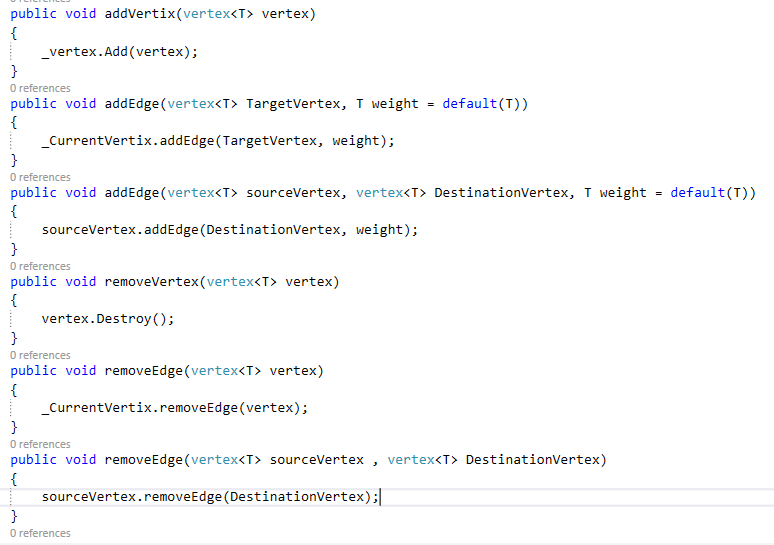 0 references
public void addVertix(vertex<T> vertex)
{
_vertex.Add(vertex);
}
0 references
public void addEdge(vertex<T> TargetVertex, T weight = default(T))
{
_CurrentVertix.addEdge(TargetVertex, weight);
}
0 references
public void addEdge(vertex<T> sourceVertex, vertex<T> DestinationVertex, T weight = default(T))
{
sourceVertex.addEdge(DestinationVertex, weight);
}
0 references
public void removeVertex(vertex<T> vertex)
{
vertex.Destroy();
}
0 references
public void removeEdge(vertex<T> vertex)
{
_CurrentVertix.removeEdge(vertex);
}
0 references
public void removeEdge(vertex<T> sourceVertex , vertex<T> DestinationVertex)
{
sourceVertex.removeEdge(DestinationVertex);
}
0 references